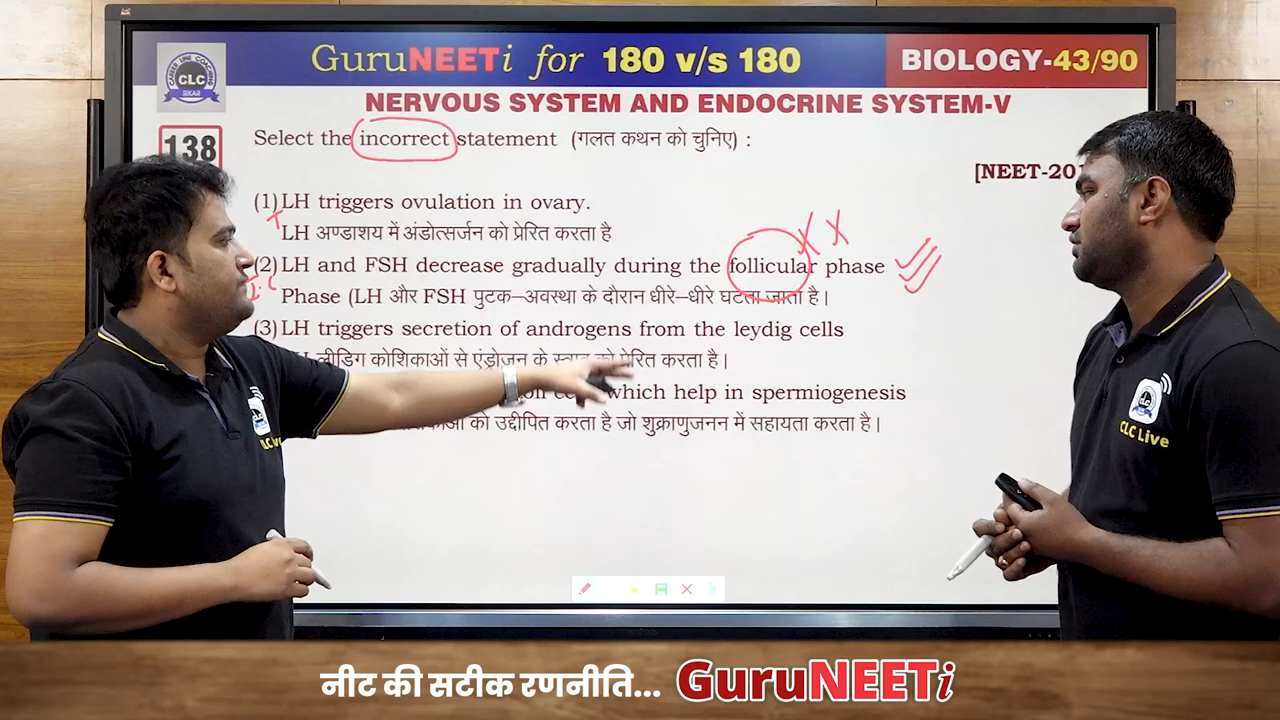 CLC
SIKAR
GuruNEETi for 180 v/s 180
BIOLOGY-43/90
NERVOUS SYSTEM AND ENDOCRINE SYSTEM-V
138
Select the incorrect statement (गलत कथन को चुनिए) :
[NEET-20
(1) LH triggers ovulation in ovary.
LH अण्डाशय में अंडोत्सर्जन को प्रेरित करता है
(2) LH and FSH decrease gradually during the follicular phase
Phase (LH और FSH पुटक–अवस्था के दौरान धीरे–धीरे घटता जाता है।
(3) LH triggers secretion of androgens from the leydig cells
लीडिग कोशिकाओं से एंड्रोजन के स्त्राव को प्रेरित करता है।
which help in spermiogenesis
को उद्दीपित करता है जो शुक्राणुजनन में सहायता करता है।
CLC Live
CLC Live
नीट की सटीक रणनीति... GuruNEETi